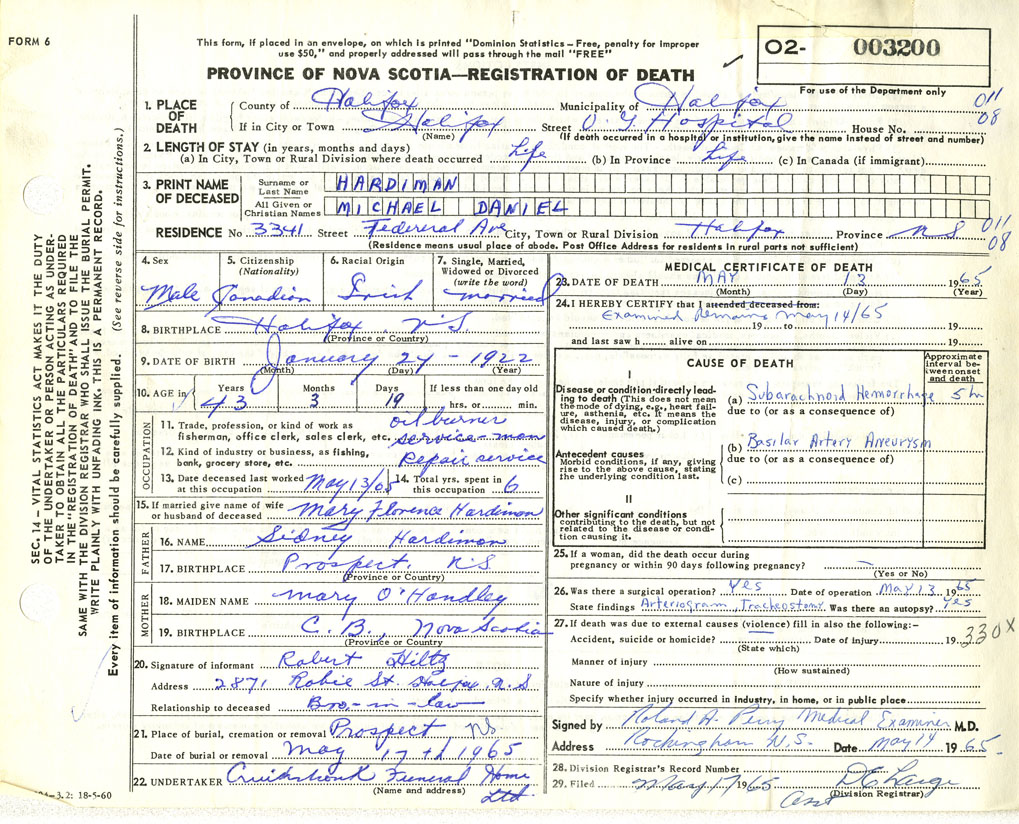 FORM 6
This form, if placed in an envelope, on which is printed "Dominion Statistics – Free, penalty for improper
use $50," and properly addressed will pass through the mail "FREE"
O2- 003200
For use of the Department only
PROVINCE OF NOVA SCOTIA—REGISTRATION OF DEATH
011
08
1. PLACE OF DEATH
County of Halifax Municipality of Halifax
If in City or Town Halifax Street V. G Hospital House No.
(Name) (If death occurred in a hospital or institution, give the name instead of street and number)
2. LENGTH OF STAY (in years, months and days)
(a) In City, Town or Rural Division where death occurred Life (b) In Province Life (c) In Canada (if immigrant)
3. PRINT NAME OF DECEASED
Surname or Last Name HARDIMAN
All Given or Christian Names MICHAEL DANIEL
RESIDENCE No 3341 Street Federal Ave City, Town or Rural Division Halifax Province N S
011
08
(Residence means usual place of abode. Post Office Address for residents in rural parts not sufficient)
4. Sex Male
5. Citizenship (Nationality) Canadian
6. Racial Origin Irish
7. Single, Married, Widowed or Divorced (write the word) married
8. BIRTHPLACE Halifax N S
(Province or Country)
9. DATE OF BIRTH January 24 - 1922
(Month) (Day) (Year)
10. AGE in Years 43 Months 3 Days 19 If less than one day old hrs. or min.
OCCUPATION
11. Trade, profession, or kind of work as fisherman, office clerk, sales clerk, etc. oil burner service-man
12. Kind of industry or business, as fishing, bank, grocery store, etc. Repair service
13. Date deceased last worked at this occupation May 13/65
14. Total yrs. spent in this occupation 6
15. If married give name of wife or husband of deceased Mary Florence Hardiman
FATHER
16. NAME Sidney Hardiman
17. BIRTHPLACE Prospect, N S
(Province or Country)
MOTHER
18. MAIDEN NAME Mary O'Handley
19. BIRTHPLACE C. B., Nova Scotia
(Province or Country)
20. Signature of informant Robert Hiltz
Address 2871 Robie St. Halifax, N. S
Relationship to deceased Bro-in-law
21. Place of burial, cremation or removal Prospect NS
Date of burial or removal May 17th 1965
22. UNDERTAKER Cruikshank Funeral Home Ltd.
(Name and address)
MEDICAL CERTIFICATE OF DEATH
23. DATE OF DEATH MAY 13 1965
(Month) (Day) (Year)
24. I HEREBY CERTIFY that I attended deceased from:
Examined Remains May 14/65
19 to 19
and last saw h alive on 19
CAUSE OF DEATH
Approximate interval between onset and death
I
Disease or condition directly leading to death (This does not mean the mode of dying, e.g., heart failure, asthenia, etc. It means the disease, injury, or complication which caused death.)
(a) Subarachnoid Hemorrhage 5 hr
due to (or as a consequence of)
(b) Basilar Artery Aneurysm
due to (or as a consequence of)
(c)
Antecedent causes
Morbid conditions, if any, giving rise to the above cause, stating the underlying condition last.
II
Other significant conditions
contributing to the death, but not related to the disease or condition causing it.
25. If a woman, did the death occur during pregnancy or within 90 days following pregnancy? —
(Yes or No)
26. Was there a surgical operation? Yes Date of operation May 13 1965
State findings Arteriogram, Tracheostomy Was there an autopsy? Yes
27. If death was due to external causes (violence) fill in also the following:-
330X
Accident, suicide or homicide? Date of injury 19
(State which)
Manner of injury
(How sustained)
Nature of injury
Specify whether injury occurred in industry, in home, or in public place
Signed by Roland A. Perry Medical Examiner M.D.
Address Rockingham N.S. Date May 14 1965.
28. Division Registrar's Record Number
29. Filed May 17 1965
Asst (Division Registrar)
SEC. 14 – VITAL STATISTICS ACT MAKES IT THE DUTY
OF THE UNDERTAKER OR PERSON ACTING AS UNDER-
TAKER TO OBTAIN ALL THE PARTICULARS REQUIRED
IN THE "REGISTRATION OF DEATH" AND TO FILE THE
SAME WITH THE DIVISION REGISTRAR WHO SHALL ISSUE THE BURIAL PERMIT.
WRITE PLAINLY WITH UNFADING INK. THIS IS A PERMANENT RECORD.
Every item of information should be carefully supplied. (See reverse side for instructions.)
3.2: 18-5-60